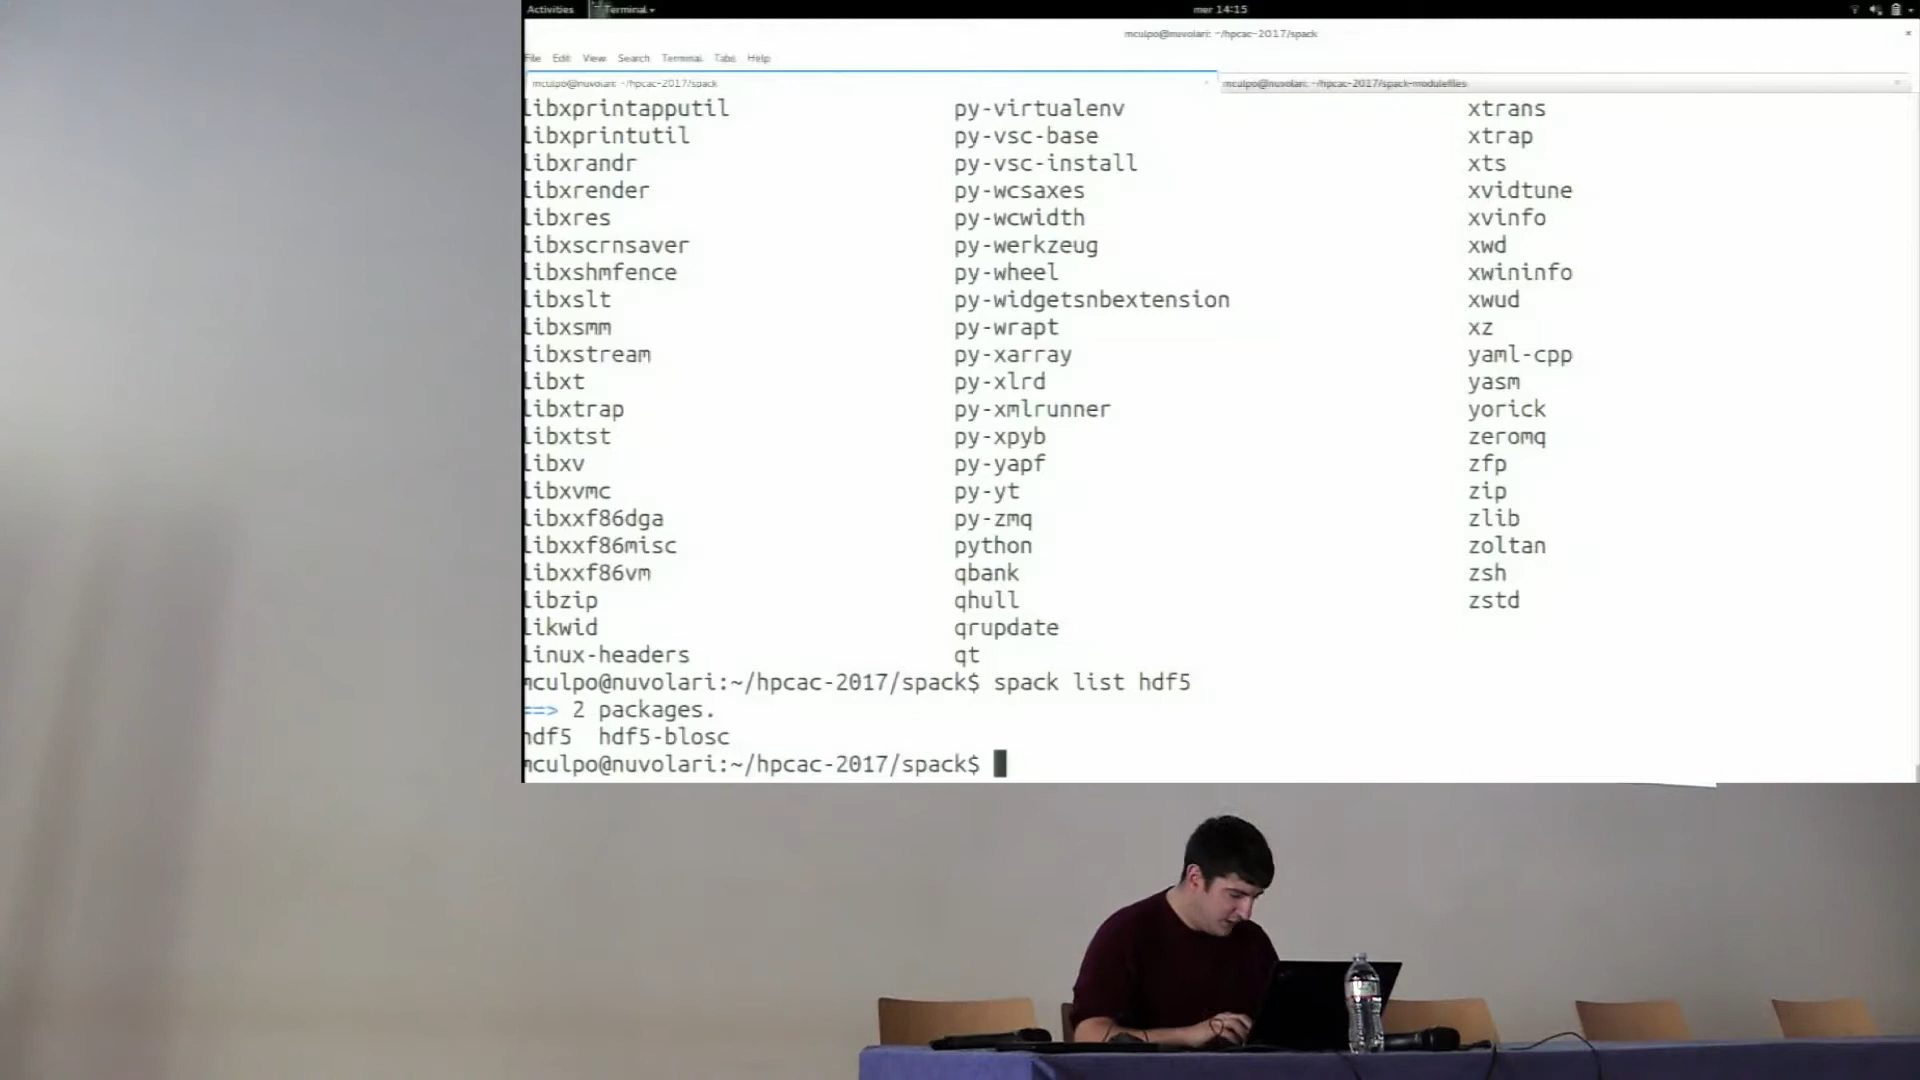 Activities Terminal mer 14:15
mculpo@nuvolari: ~/hpcac-2017/spack
File Edit View Search Terminal Tabs Help
mculpo@nuvolari: ~/hpcac-2017/spack mculpo@nuvolari: ~/hpcac-2017/spack-modulefiles
libxprintapputil py-virtualenv xtrans
libxprintutil py-vsc-base xtrap
libxrandr py-vsc-install xts
libxrender py-wcsaxes xvidtune
libxres py-wcwidth xvinfo
libxscrnsaver py-werkzeug xwd
libxshmfence py-wheel xwininfo
libxslt py-widgetsnbextension xwud
libxsmm py-wrapt xz
libxstream py-xarray yaml-cpp
libxt py-xlrd yasm
libxtrap py-xmlrunner yorick
libxtst py-xpyb zeromq
libxv py-yapf zfp
libxvmc py-yt zip
libxxf86dga py-zmq zlib
libxxf86misc python zoltan
libxxf86vm qbank zsh
libzip qhull zstd
likwid qrupdate
linux-headers qt
mculpo@nuvolari:~/hpcac-2017/spack$ spack list hdf5
==> 2 packages.
hdf5 hdf5-blosc
mculpo@nuvolari:~/hpcac-2017/spack$